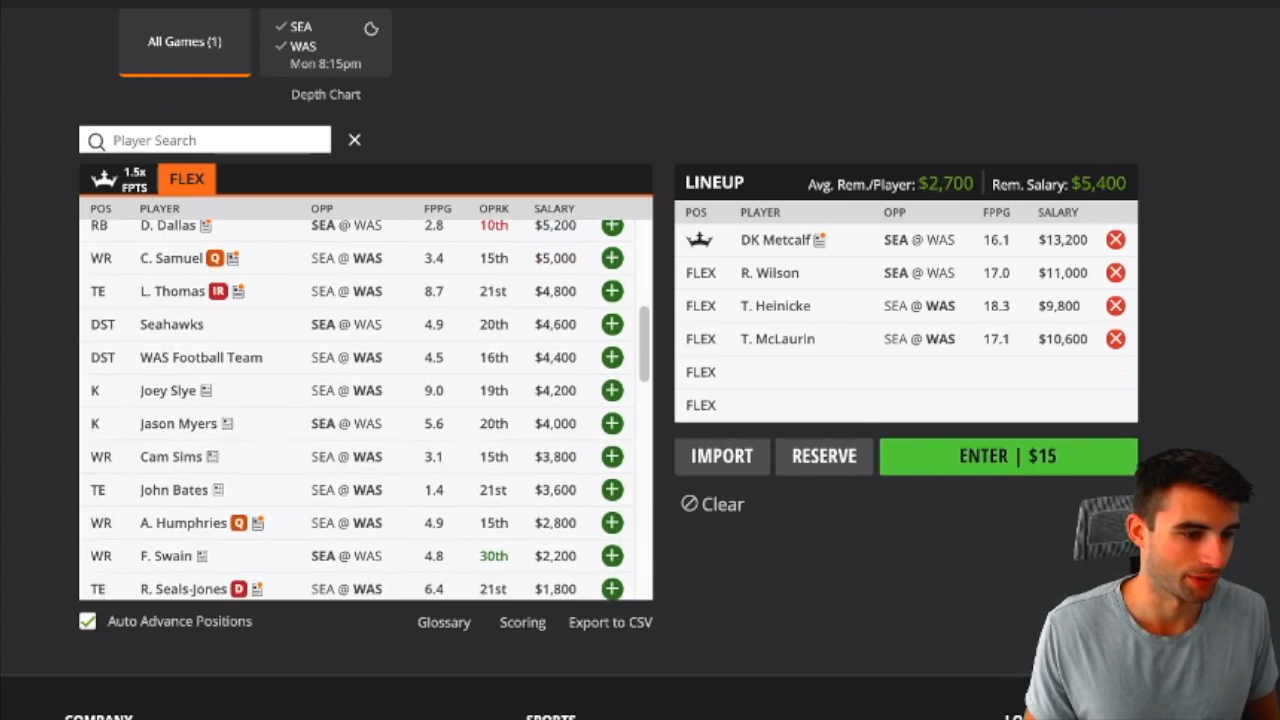 All Games (1)
SEA
WAS
Mon 8:15pm
Depth Chart
Player Search
1.5x
FPTS
FLEX
POS PLAYER OPP FPPG OPRK SALARY
RB D. Dallas SEA @ WAS 2.8 10th $5,200
WR C. Samuel Q SEA @ WAS 3.4 15th $5,000
TE L. Thomas IR SEA @ WAS 8.7 21st $4,800
DST Seahawks SEA @ WAS 4.9 20th $4,600
DST WAS Football Team SEA @ WAS 4.5 16th $4,400
K Joey Slye SEA @ WAS 9.0 19th $4,200
K Jason Myers SEA @ WAS 5.6 20th $4,000
WR Cam Sims SEA @ WAS 3.1 15th $3,800
TE John Bates SEA @ WAS 1.4 21st $3,600
WR A. Humphries Q SEA @ WAS 4.9 15th $2,800
WR F. Swain SEA @ WAS 4.8 30th $2,200
TE R. Seals-Jones D SEA @ WAS 6.4 21st $1,800
Auto Advance Positions
Glossary Scoring Export to CSV
LINEUP Avg. Rem./Player: $2,700 Rem. Salary: $5,400
POS PLAYER OPP FPPG SALARY
DK Metcalf SEA @ WAS 16.1 $13,200
FLEX R. Wilson SEA @ WAS 17.0 $11,000
FLEX T. Heinicke SEA @ WAS 18.3 $9,800
FLEX T. McLaurin SEA @ WAS 17.1 $10,600
FLEX
FLEX
IMPORT RESERVE ENTER | $15
Clear
COMPANY SPORTS